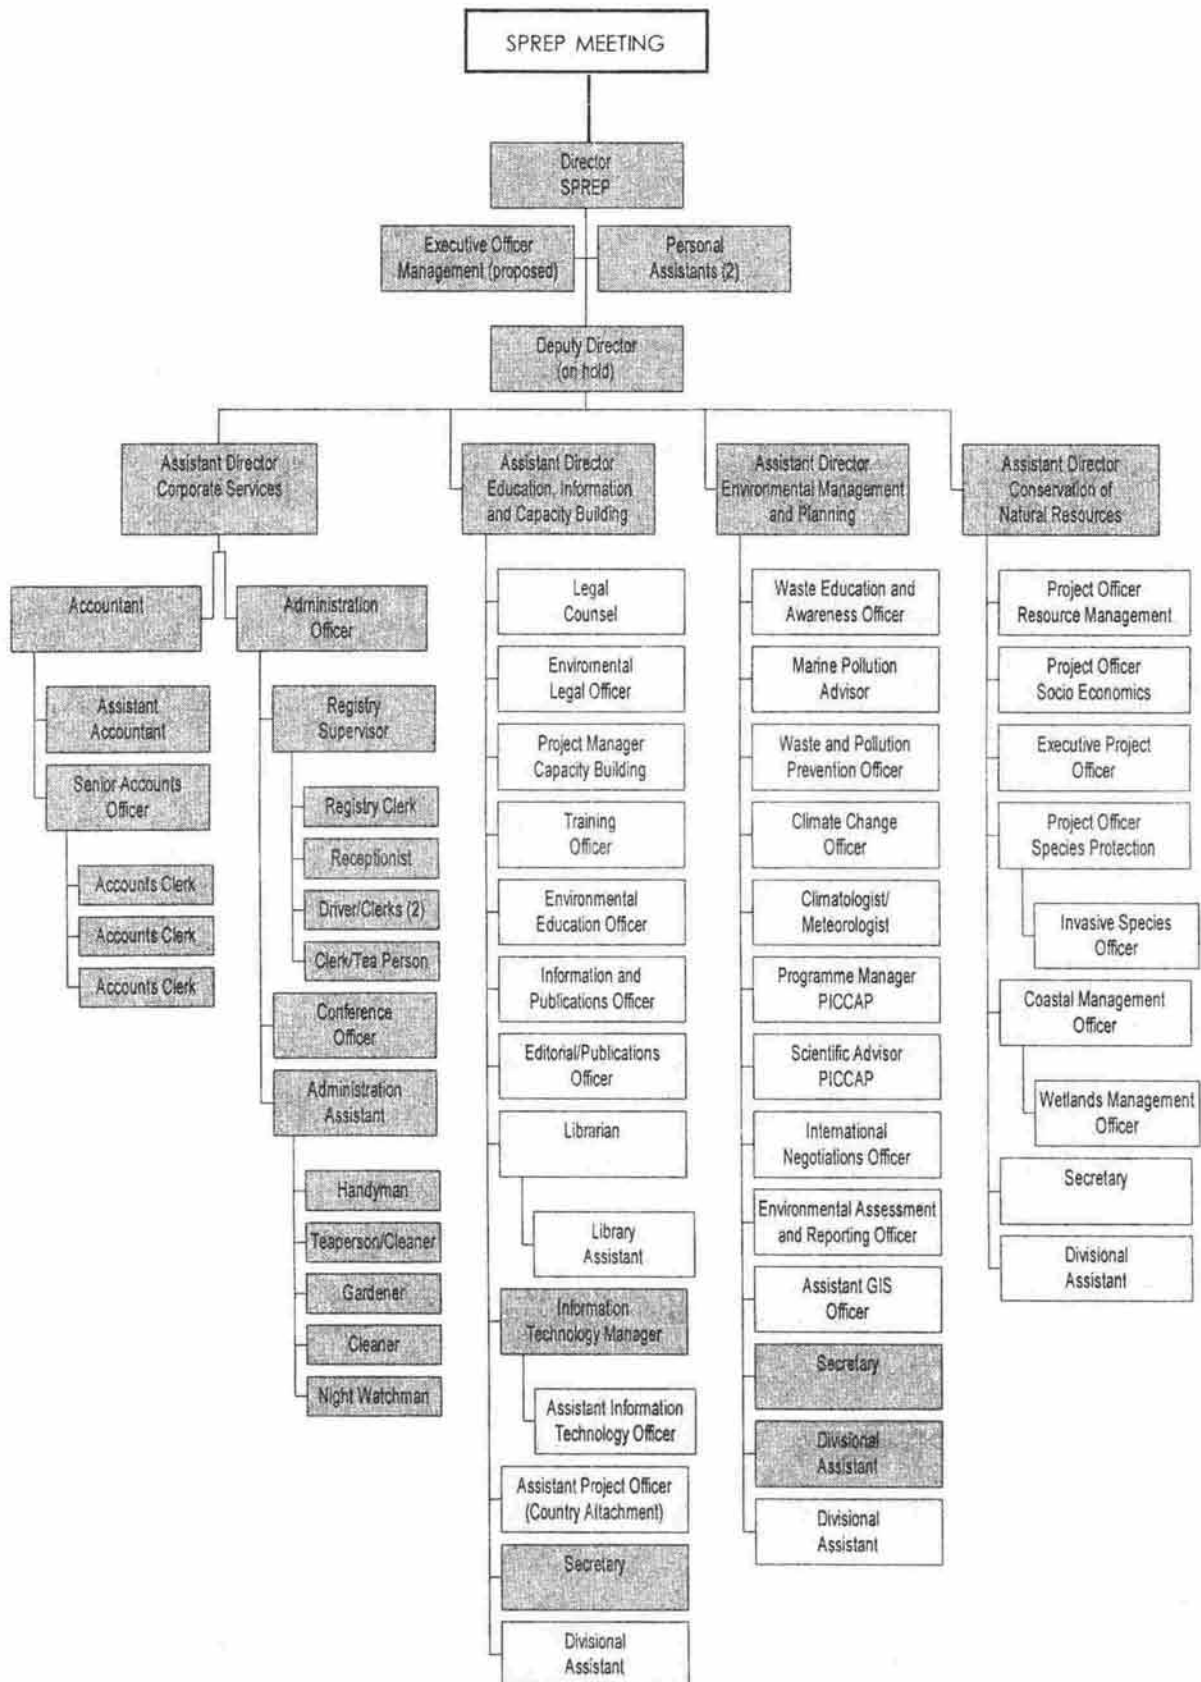 SPREP MEETING
Director
SPREP
Executive Officer
Management (proposed)
Personal
Assistants (2)
Deputy Director
(on hold)
Assistant Director
Corporate Services
Assistant Director
Education, Information
and Capacity Building
Assistant Director
Environmental Management
and Planning
Assistant Director
Conservation of
Natural Resources
Accountant
Assistant
Accountant
Senior Accounts
Officer
Accounts Clerk
Accounts Clerk
Accounts Clerk
Administration
Officer
Registry
Supervisor
Registry Clerk
Receptionist
Driver/Clerks (2)
Clerk/Tea Person
Conference
Officer
Administration
Assistant
Handyman
Teaperson/Cleaner
Gardener
Cleaner
Night Watchman
Legal
Counsel
Enviromental
Legal Officer
Project Manager
Capacity Building
Training
Officer
Environmental
Education Officer
Information and
Publications Officer
Editorial/Publications
Officer
Librarian
Library
Assistant
Information
Technology Manager
Assistant Information
Technology Officer
Assistant Project Officer
(Country Attachment)
Secretary
Divisional
Assistant
Waste Education and
Awareness Officer
Marine Pollution
Advisor
Waste and Pollution
Prevention Officer
Climate Change
Officer
Climatologist/
Meteorologist
Programme Manager
PICCAP
Scientific Advisor
PICCAP
International
Negotiations Officer
Environmental Assessment
and Reporting Officer
Assistant GIS
Officer
Secretary
Divisional
Assistant
Divisional
Assistant
Project Officer
Resource Management
Project Officer
Socio Economics
Executive Project
Officer
Project Officer
Species Protection
Invasive Species
Officer
Coastal Management
Officer
Wetlands Management
Officer
Secretary
Divisional
Assistant